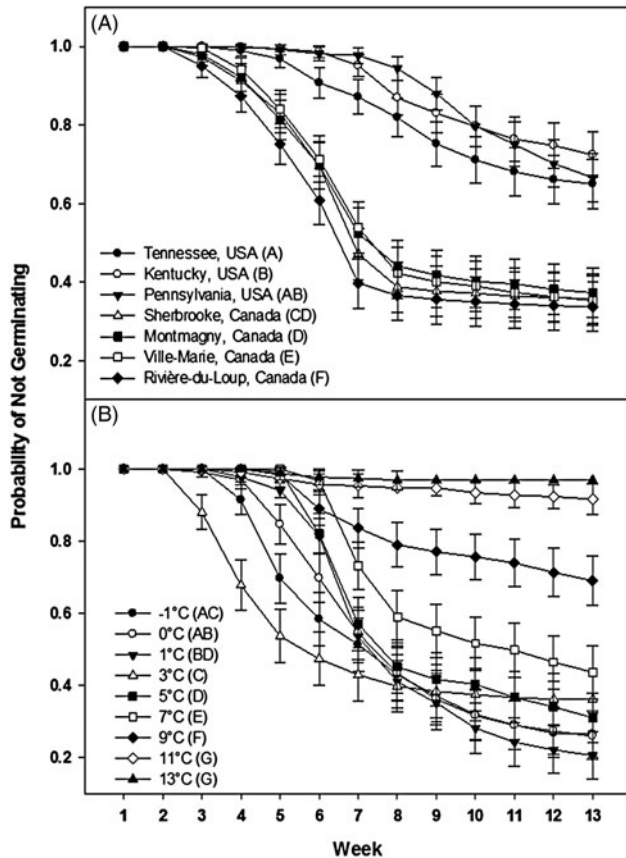 (A)
1.0
0.8
0.6
0.4
0.2
Tennessee, USA (A)
Kentucky, USA (B)
Pennsylvania, USA (AB)
Sherbrooke, Canada (CD)
Montmagny, Canada (D)
Ville-Marie, Canada (E)
Rivière-du-Loup, Canada (F)
Probability of Not Germinating
(B)
1.0
0.8
0.6
0.4
0.2
-1°C (AC)
0°C (AB)
1°C (BD)
3°C (C)
5°C (D)
7°C (E)
9°C (F)
11°C (G)
13°C (G)
1 2 3 4 5 6 7 8 9 10 11 12 13
Week